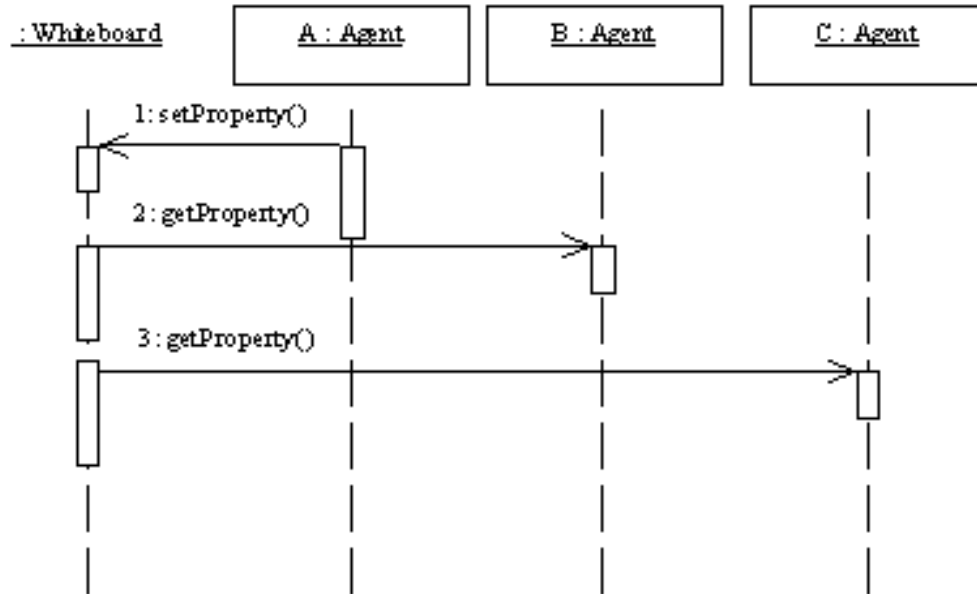 : Whiteboard
A : Agent
B : Agent
C : Agent
1: setProperty()
2: getProperty()
3: getProperty()